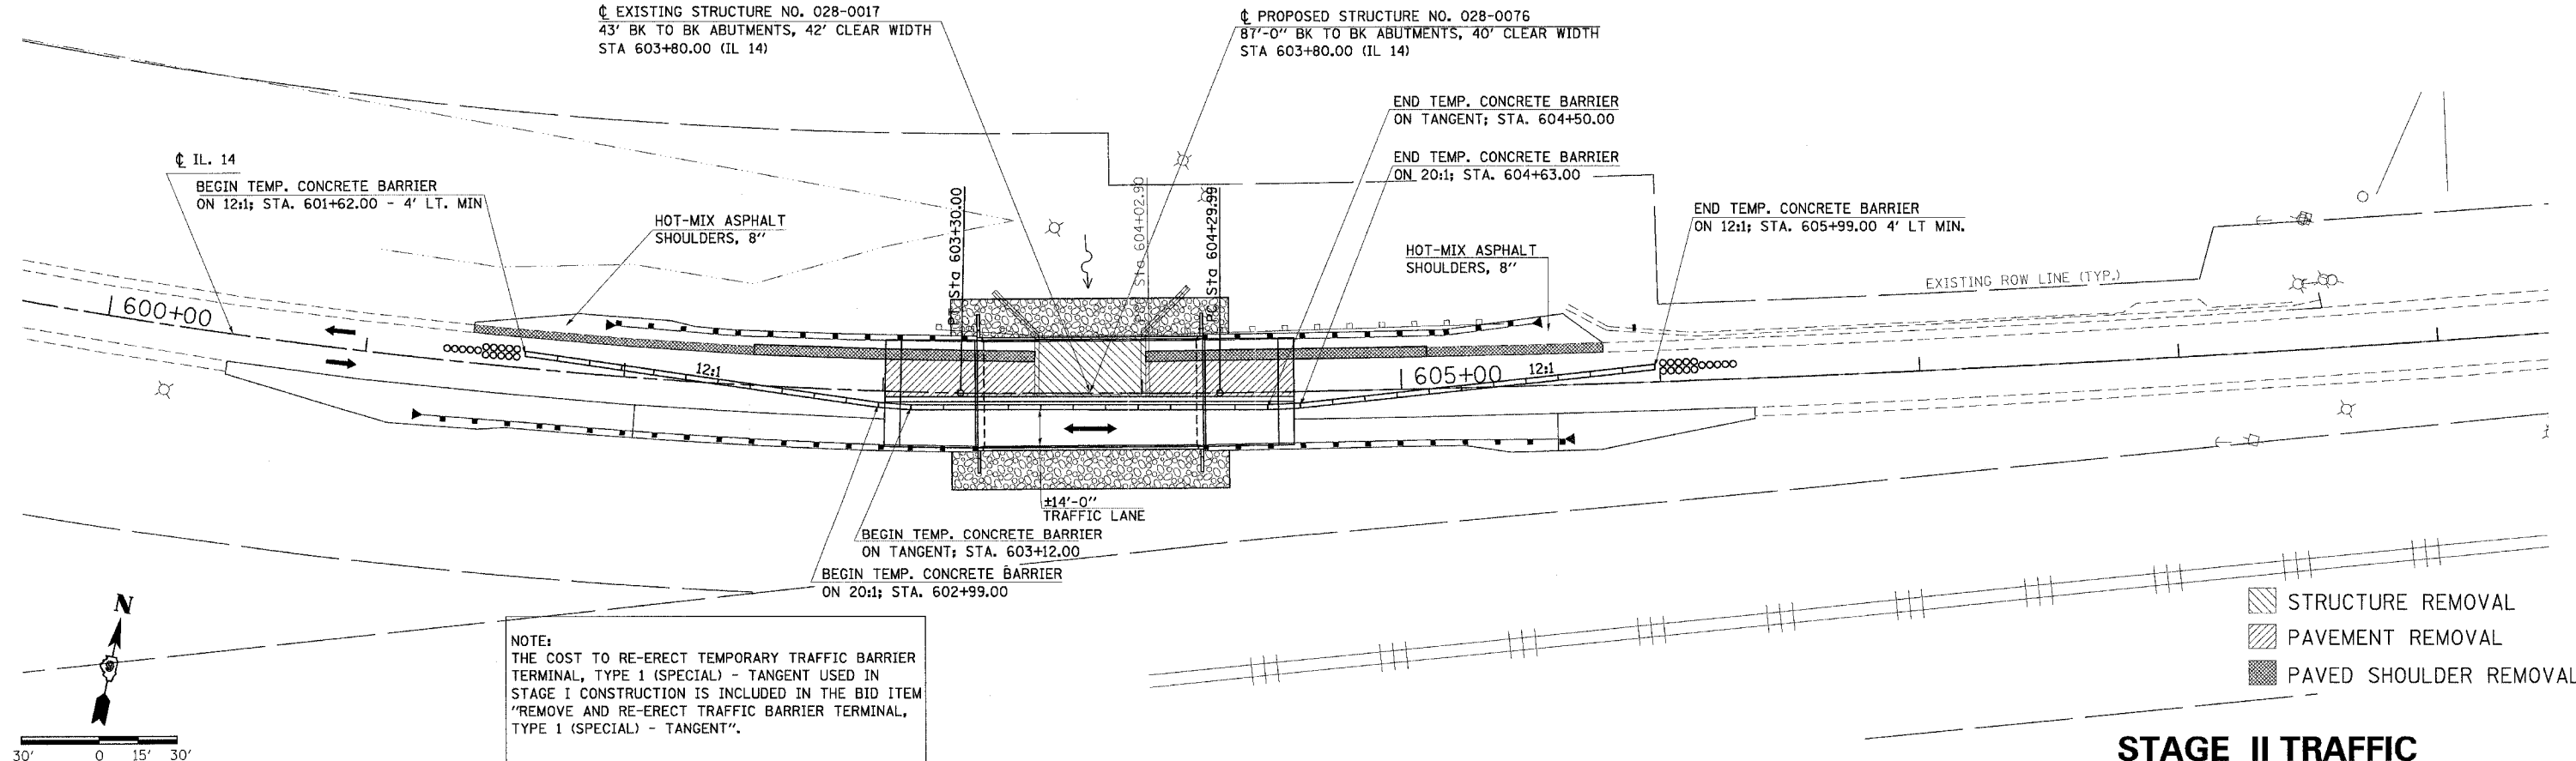 ℄ EXISTING STRUCTURE NO. 028-0017
43' BK TO BK ABUTMENTS, 42' CLEAR WIDTH
STA 603+80.00 (IL 14)
℄ PROPOSED STRUCTURE NO. 028-0076
87'-0" BK TO BK ABUTMENTS, 40' CLEAR WIDTH
STA 603+80.00 (IL 14)
END TEMP. CONCRETE BARRIER
ON TANGENT; STA. 604+50.00
END TEMP. CONCRETE BARRIER
ON 20:1; STA. 604+63.00
℄ IL. 14
BEGIN TEMP. CONCRETE BARRIER
ON 12:1; STA. 601+62.00 - 4' LT. MIN
HOT-MIX ASPHALT
SHOULDERS, 8"
PT Sta 603+30.00
PRC Sta 604+02.90
PC Sta 604+29.99
END TEMP. CONCRETE BARRIER
ON 12:1; STA. 605+99.00 4' LT MIN.
HOT-MIX ASPHALT
SHOULDERS, 8"
EXISTING ROW LINE (TYP.)
600+00
12:1
605+00
12:1
±14'-0"
TRAFFIC LANE
BEGIN TEMP. CONCRETE BARRIER
ON TANGENT; STA. 603+12.00
BEGIN TEMP. CONCRETE BARRIER
ON 20:1; STA. 602+99.00
N
30' 0 15' 30'
NOTE:
THE COST TO RE-ERECT TEMPORARY TRAFFIC BARRIER
TERMINAL, TYPE 1 (SPECIAL) - TANGENT USED IN
STAGE I CONSTRUCTION IS INCLUDED IN THE BID ITEM
"REMOVE AND RE-ERECT TRAFFIC BARRIER TERMINAL,
TYPE 1 (SPECIAL) - TANGENT".
STRUCTURE REMOVAL
PAVEMENT REMOVAL
PAVED SHOULDER REMOVAL
STAGE II TRAFFIC